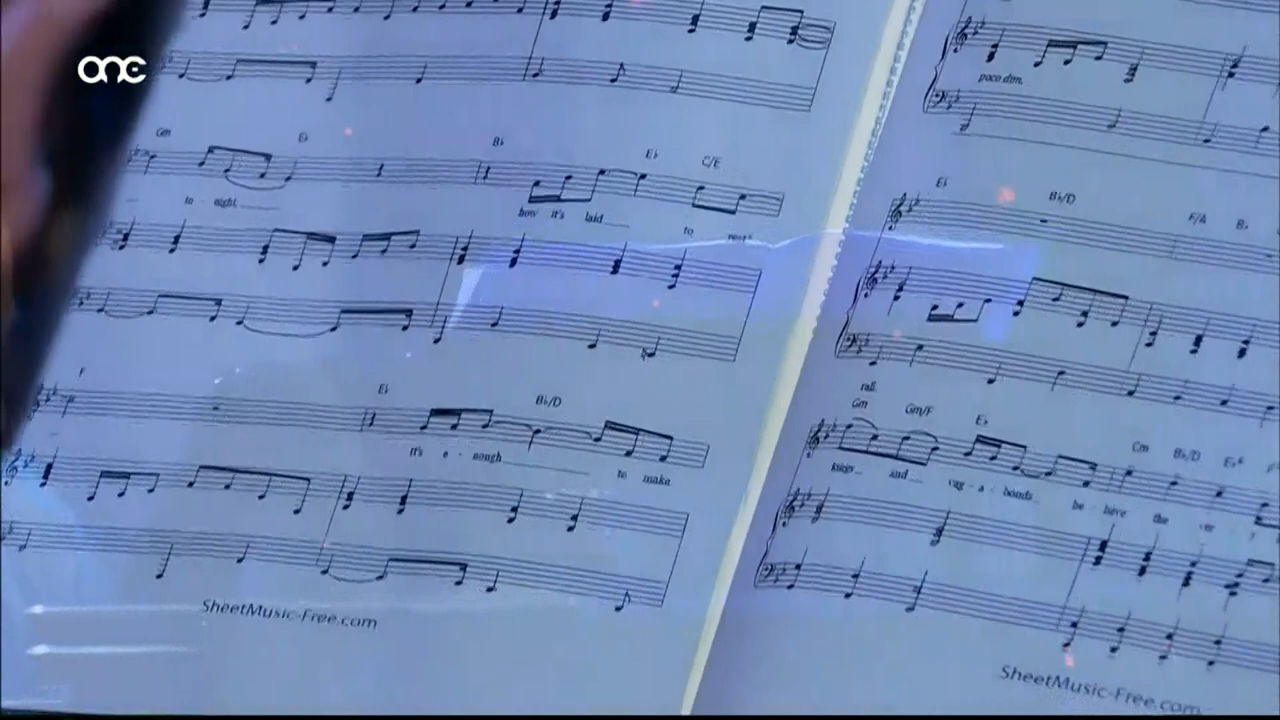 one
Gm E♭ B♭ E♭ C/E
to night
how it's laid to rest?
F E♭ B♭/D
it's e - nough to make
SheetMusic-Free.com
poco dim.
E♭ B♭/D F/A B♭
rall.
Gm Gm/F E♭ Cm B♭/D
kings and vag - a - bonds be - lieve the ver
SheetMusic-Free.com